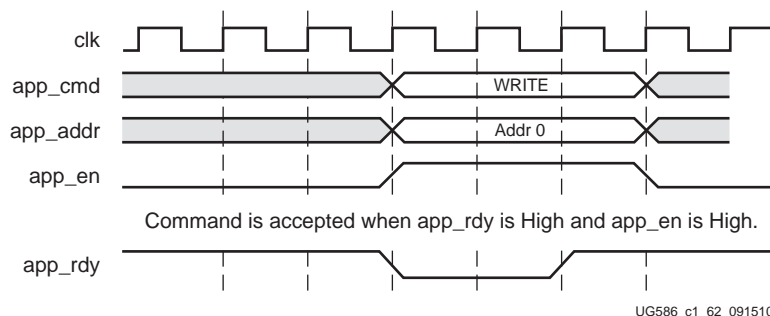 clk
app_cmd
WRITE
app_addr
Addr 0
app_en
Command is accepted when app_rdy is High and app_en is High.
app_rdy
UG586_c1_62_091510